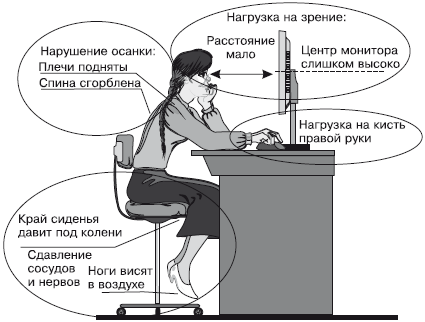 Нагрузка на зрение:
Расстояние
мало
Центр монитора
слишком высоко
Нарушение осанки:
Плечи подняты
Спина сгорблена
Нагрузка на кисть
правой руки
Край сиденья
давит под колени
Сдавление
сосудов
и нервов
Ноги висят
в воздухе